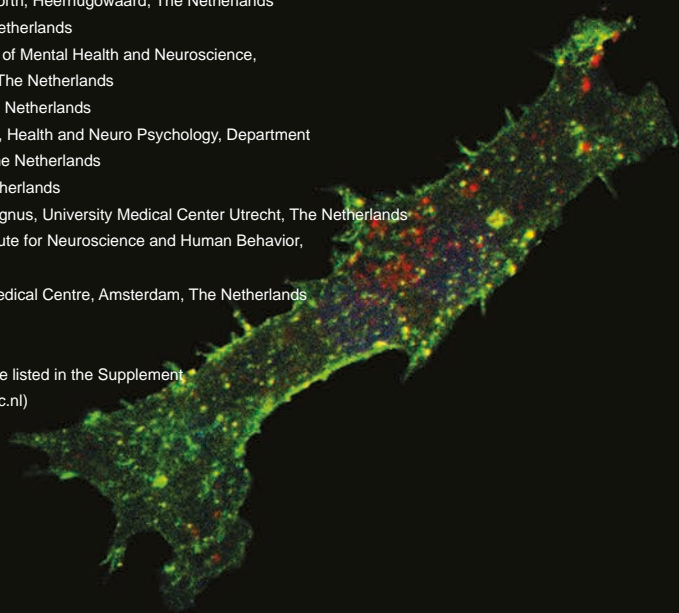 orth, Heerhugowaard, The Netherlands
etherlands
of Mental Health and Neuroscience,
The Netherlands
Netherlands
, Health and Neuro Psychology, Department
e Netherlands
herlands
gnus, University Medical Center Utrecht, The Netherlands
ute for Neuroscience and Human Behavior,
edical Centre, Amsterdam, The Netherlands
e listed in the Supplement
c.nl)